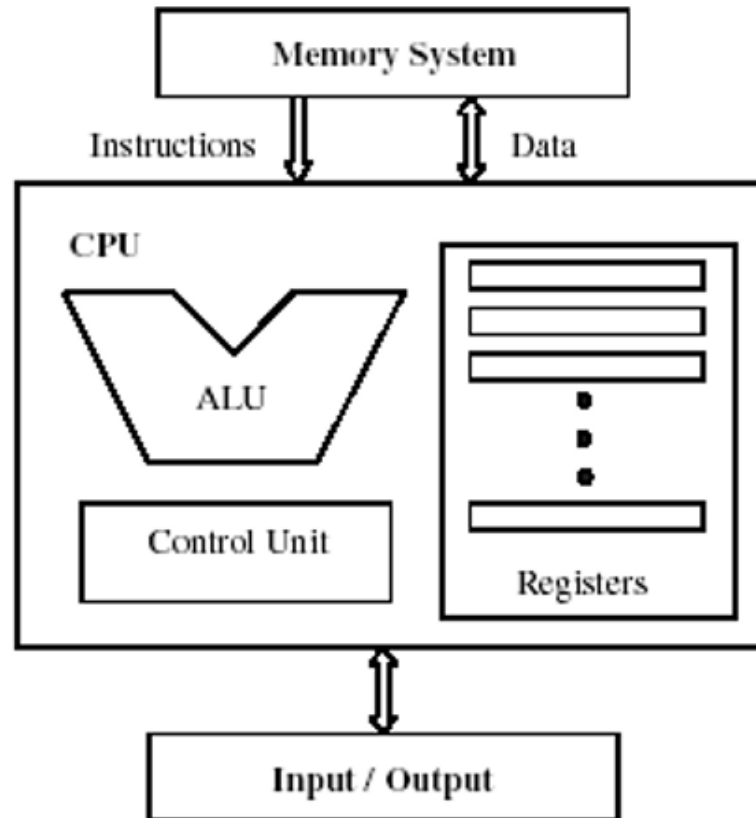 Memory System
Instructions
Data
CPU
ALU
Control Unit
Registers
Input / Output